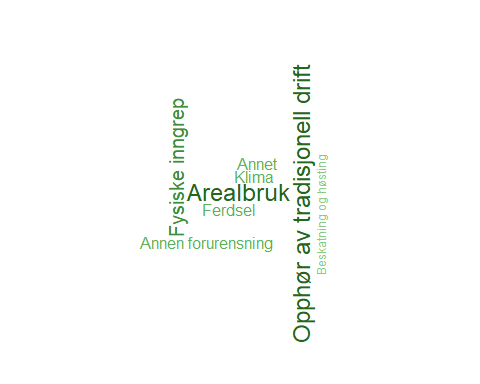 Fysiske inngrep
Annet
Klima
Arealbruk
Ferdsel
Annen forurensning
Opphør av tradisjonell drift
Beskatning og høsting